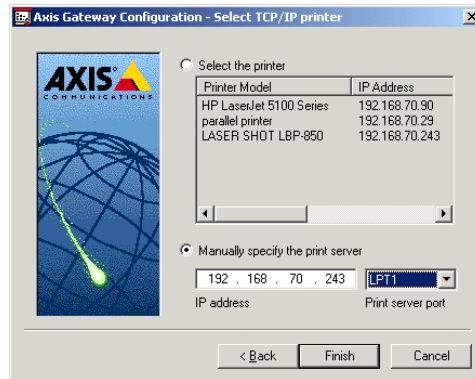 Axis Gateway Configuration - Select TCP/IP printer
AXIS
COMMUNICATIONS
Select the printer
Printer Model IP Address
HP LaserJet 5100 Series 192.168.70.90
parallel printer 192.168.70.29
LASER SHOT LBP-850 192.168.70.243
Manually specify the print server
192 . 168 . 70 . 243 LPT1
IP address Print server port
< Back Finish Cancel